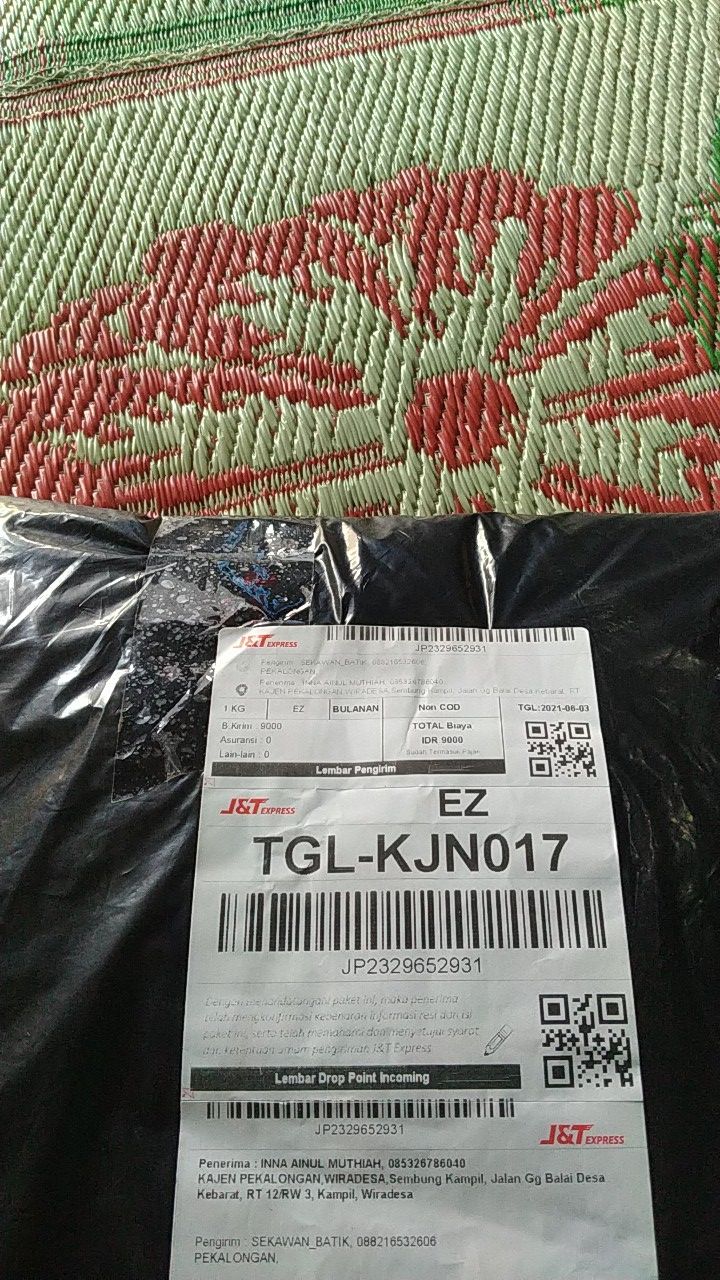 J&T EXPRESS
JP2329652931
Pengirim : SEKAWAN_BATIK, 088216532606
PEKALONGAN,
Penerima : INNA AINUL MUTHIAH, 085326786040
KAJEN PEKALONGAN,WIRADESA,Sembung Kampil, Jalan Gg Balai Desa Kebarat, RT
1 KG EZ BULANAN Non COD TGL:2021-06-03
B.Kirim : 9000 TOTAL Biaya
Asuransi : 0 IDR 9000
Lain-lain : 0 Sudah Termasuk Pajak
Lembar Pengirim
J&T EXPRESS EZ
TGL-KJN017
JP2329652931
Dengan menandatangani paket ini, maka penerima
telah mengkonfirmasi kebenaran informasi resi dan isi
paket ini, serta telah memahami dan menyetujui syarat
dan ketentuan umum pengiriman J&T Express
Lembar Drop Point Incoming
JP2329652931
J&T EXPRESS
Penerima : INNA AINUL MUTHIAH, 085326786040
KAJEN PEKALONGAN,WIRADESA,Sembung Kampil, Jalan Gg Balai Desa
Kebarat, RT 12/RW 3, Kampil, Wiradesa
Pengirim : SEKAWAN_BATIK, 088216532606
PEKALONGAN,